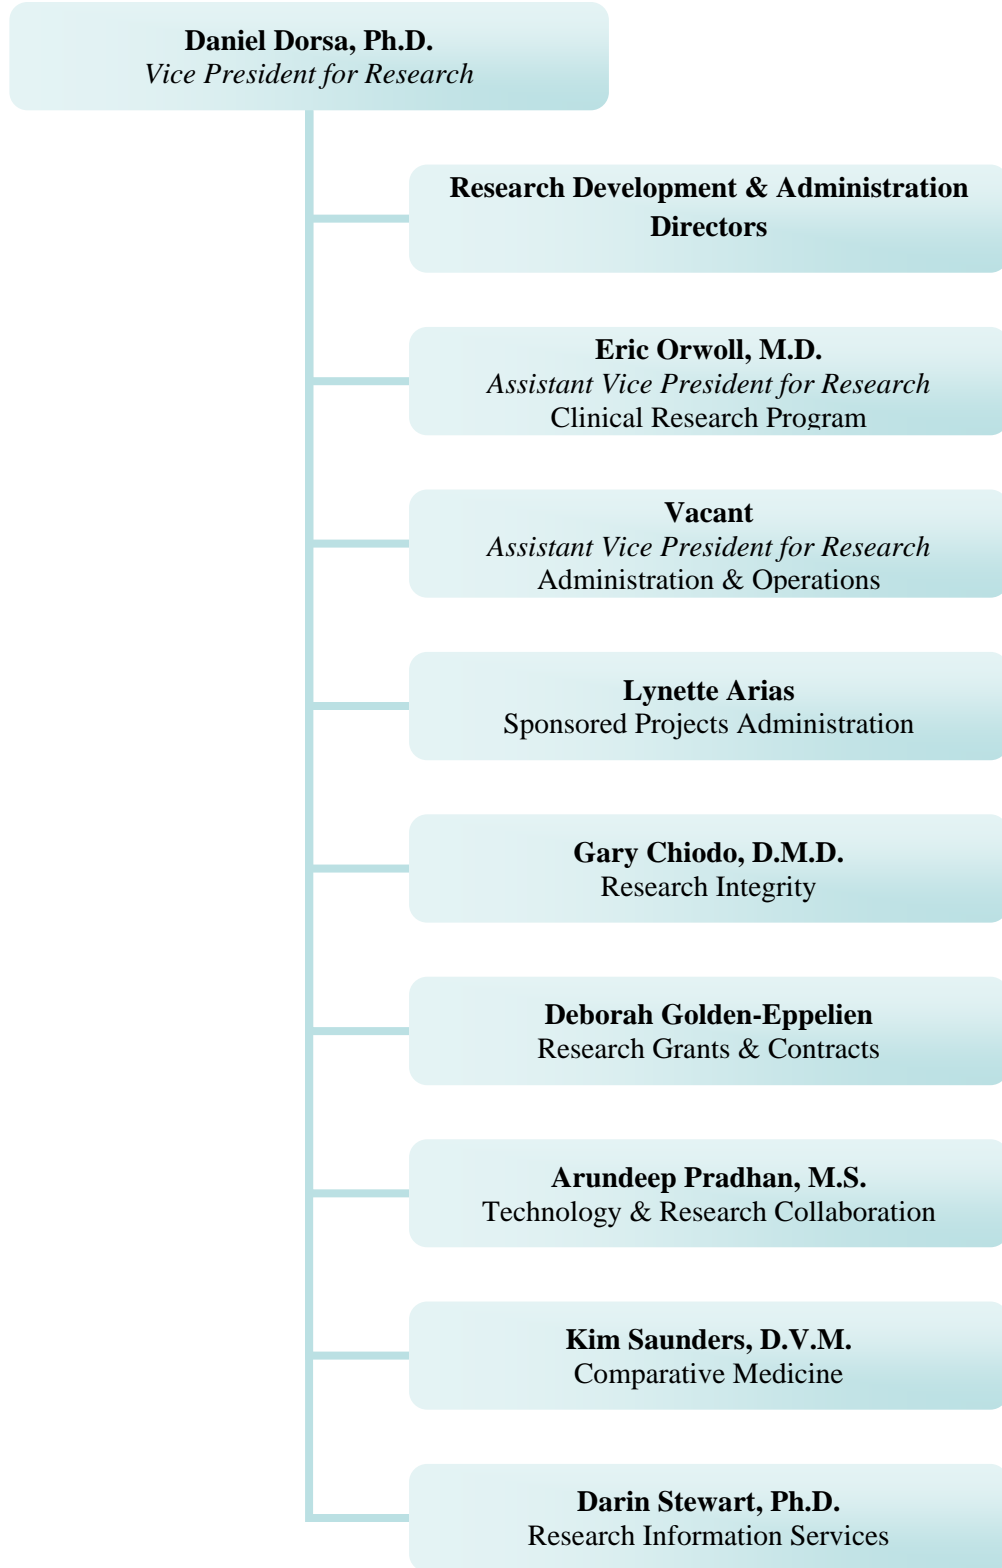 Daniel Dorsa, Ph.D.
Vice President for Research
Research Development & Administration
Directors
Eric Orwoll, M.D.
Assistant Vice President for Research
Clinical Research Program
Vacant
Assistant Vice President for Research
Administration & Operations
Lynette Arias
Sponsored Projects Administration
Gary Chiodo, D.M.D.
Research Integrity
Deborah Golden-Eppelien
Research Grants & Contracts
Arundeep Pradhan, M.S.
Technology & Research Collaboration
Kim Saunders, D.V.M.
Comparative Medicine
Darin Stewart, Ph.D.
Research Information Services